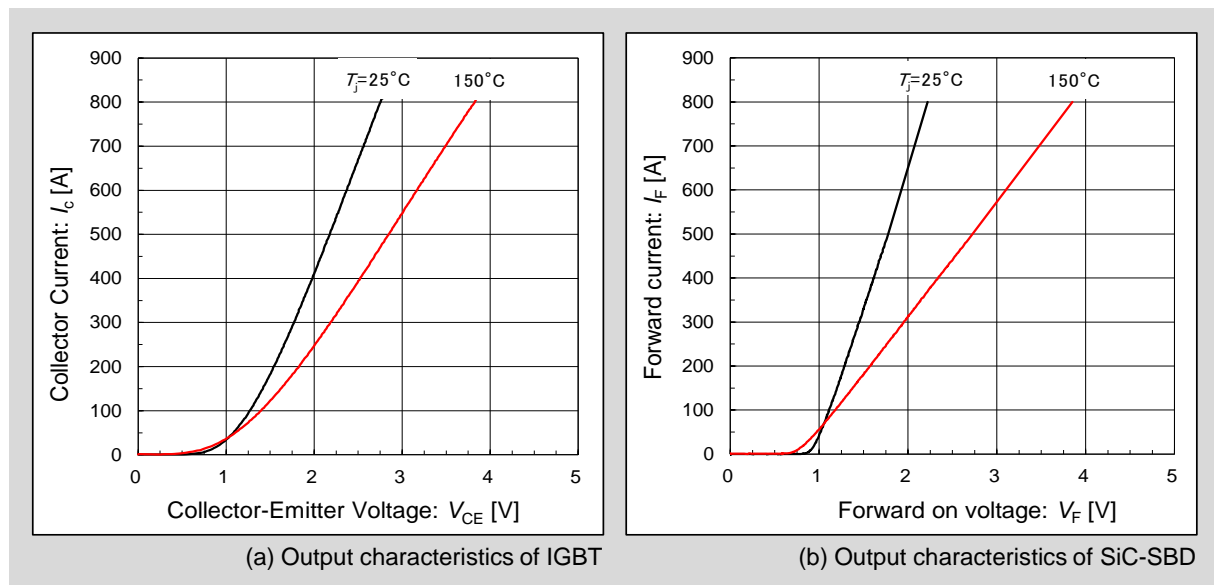 900
800
700
600
500
400
300
200
100
0
0 1 2 3 4 5
Tj=25°C 150°C
Collector Current: Ic [A]
Collector-Emitter Voltage: VCE [V]
(a) Output characteristics of IGBT
900
800
700
600
500
400
300
200
100
0
0 1 2 3 4 5
Tj=25°C 150°C
Forward current: IF [A]
Forward on voltage: VF [V]
(b) Output characteristics of SiC-SBD